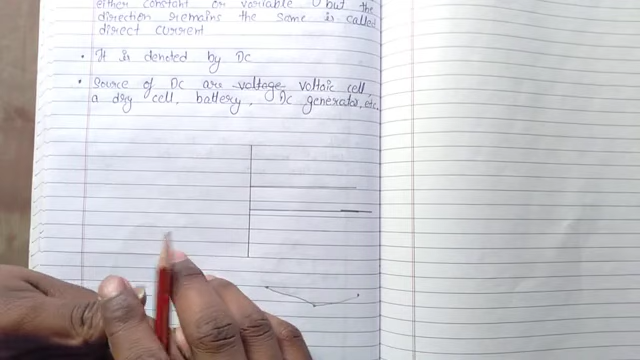 either constant or variable but the
direction remains the same is called
direct current
• It is denoted by Dc
• Source of Dc are voltage voltaic cell,
a dry cell, battery, Dc generator, etc.